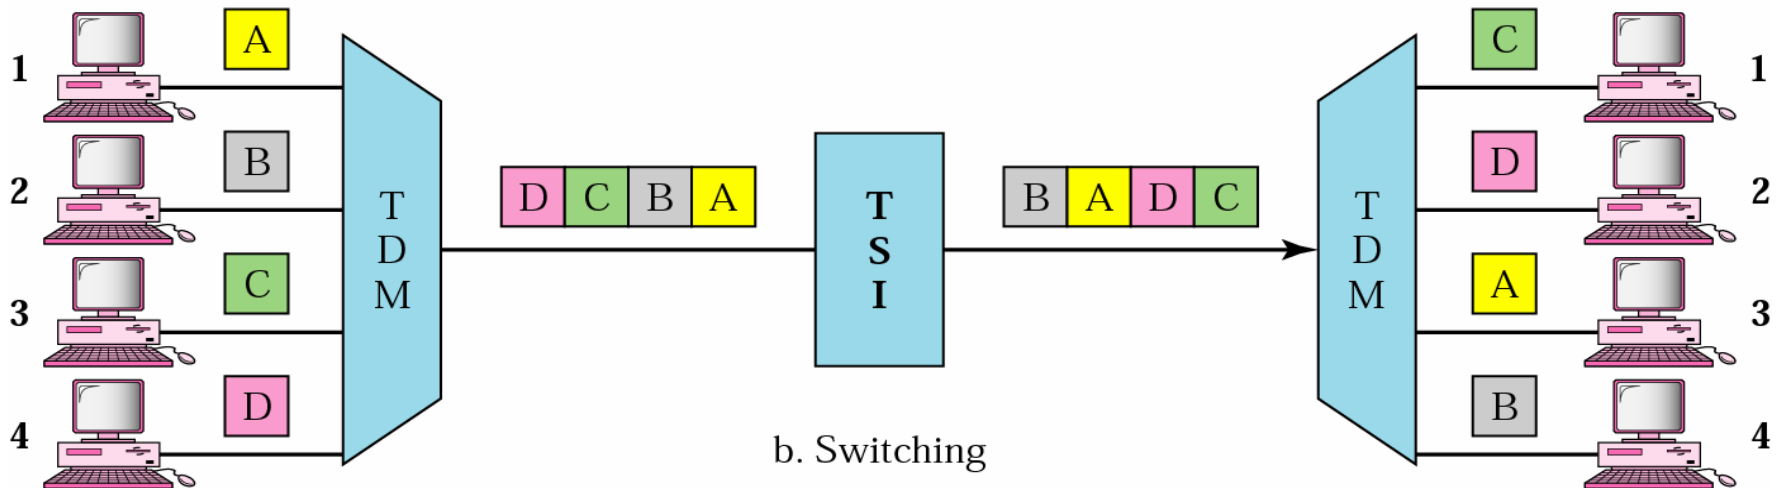 1 A C 1
2 B D 2
D C B A B A D C
T D M
T S I
T D M
3 C A 3
4 D B 4
b. Switching